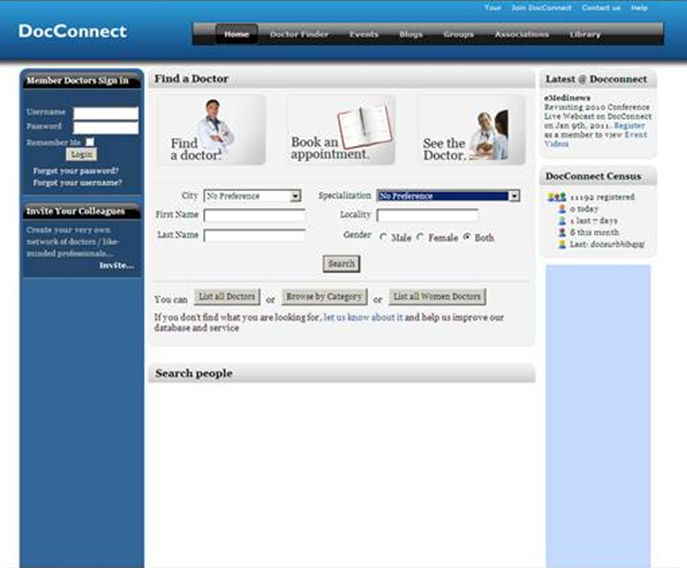 Tour Join DocConnect Contact us Help
DocConnect
Home Doctor Finder Events Blogs Groups Associations Library
Member Doctors Sign in
Username
Password
Remember Me
Login
Forgot your password?
Forgot your username?
Invite Your Colleagues
Create your very own
network of doctors / like-
minded professionals...
Invite...
Find a Doctor
Find
a doctor!
Book an
appointment.
See the
Doctor.
City No Preference Specialization No Preference
First Name Locality
Last Name Gender Male Female Both
Search
You can List all Doctors or Browse by Category or List all Women Doctors
If you don't find what you are looking for, let us know about it and help us improve our
database and service
Search people
Latest @ Docconnect
eMedinews
Revisiting 2010 Conference
Live Webcast on DocConnect
on Jan 9th, 2011. Register
as a member to view Event
Videos
DocConnect Census
11192 registered
0 today
1 last 7 days
8 this month
Last: docsurbhibajaj